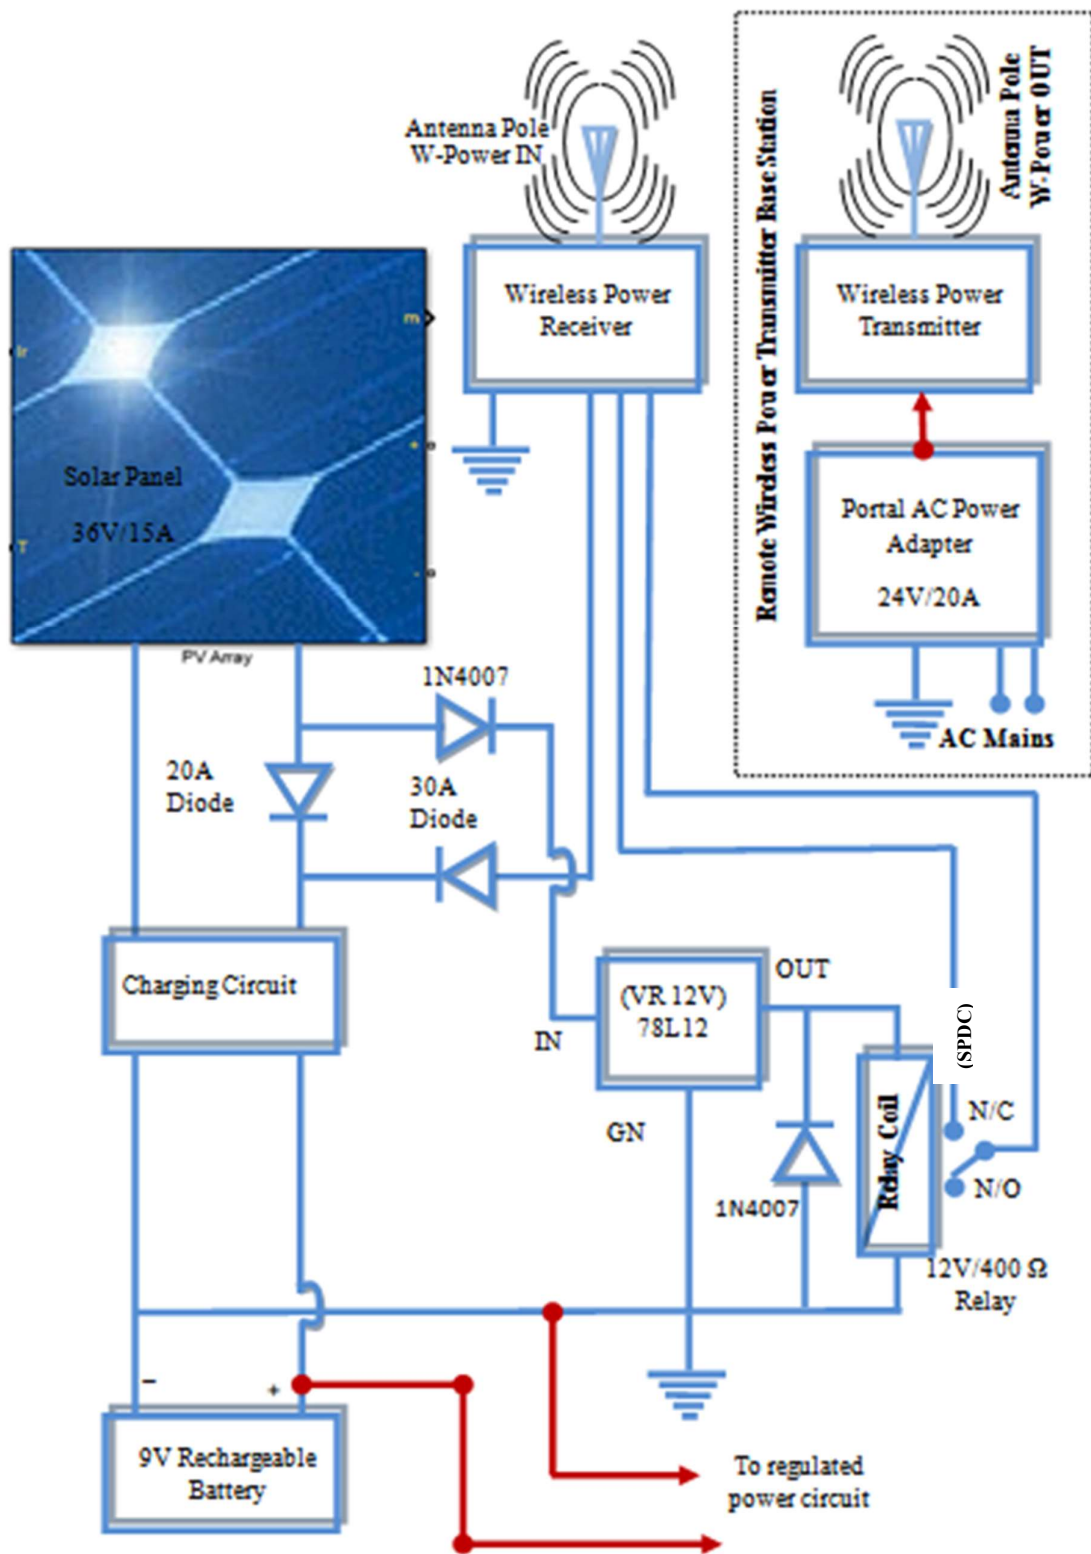 Antenna Pole
W-Power IN
Antenna Pole
W-Power OUT
Remote Wireless Power Transmitter Base Station
Wireless Power
Receiver
Wireless Power
Transmitter
m
Ir
+
Solar Panel
36V/15A
T
-
Portal AC Power
Adapter
24V/20A
AC Mains
PV Array
1N4007
20A
Diode
30A
Diode
Charging Circuit
(VR 12V)
78L12
OUT
IN
GN
(SPDC)
Relay Coil
N/C
N/O
1N4007
12V/400 Ω
Relay
–
+
9V Rechargeable
Battery
To regulated
power circuit